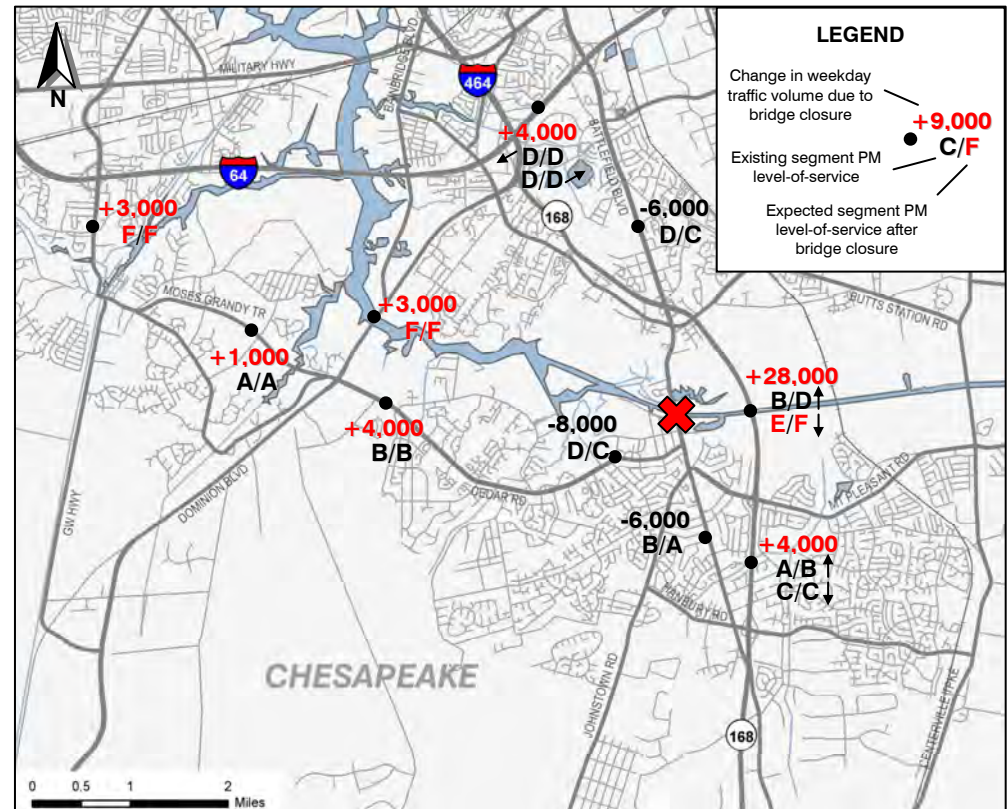 LEGEND
Change in weekday
traffic volume due to
bridge closure
+9,000
C/F
Existing segment PM
level-of-service
Expected segment PM
level-of-service after
bridge closure
N
MILITARY HWY
BAINBRIDGE BLVD
464
+4,000
D/D
D/D
BATTLEFIELD BLVD
64
168
-6,000
D/C
+3,000
F/F
MOSES GRANDY TR
+3,000
F/F
BUTTS STATION RD
+1,000
A/A
+28,000
B/D
E/F
+4,000
B/B
-8,000
D/C
DOMINION BLVD
CEDAR RD
MT PLEASANT RD
GW HWY
-6,000
B/A
+4,000
A/B
C/C
HANBURY RD
CHESAPEAKE
JOHNSTOWN RD
168
CENTERVILLE TPKE
0 0.5 1 2
Miles